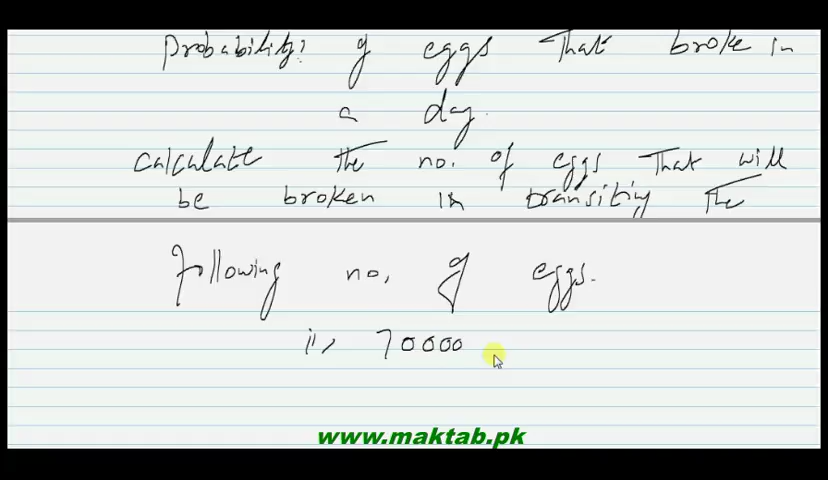 Probability: of eggs that broke in
a day.
calculate the no. of eggs that will
be broken in transiting the
following no. of eggs.
i, 70000
www.maktab.pk